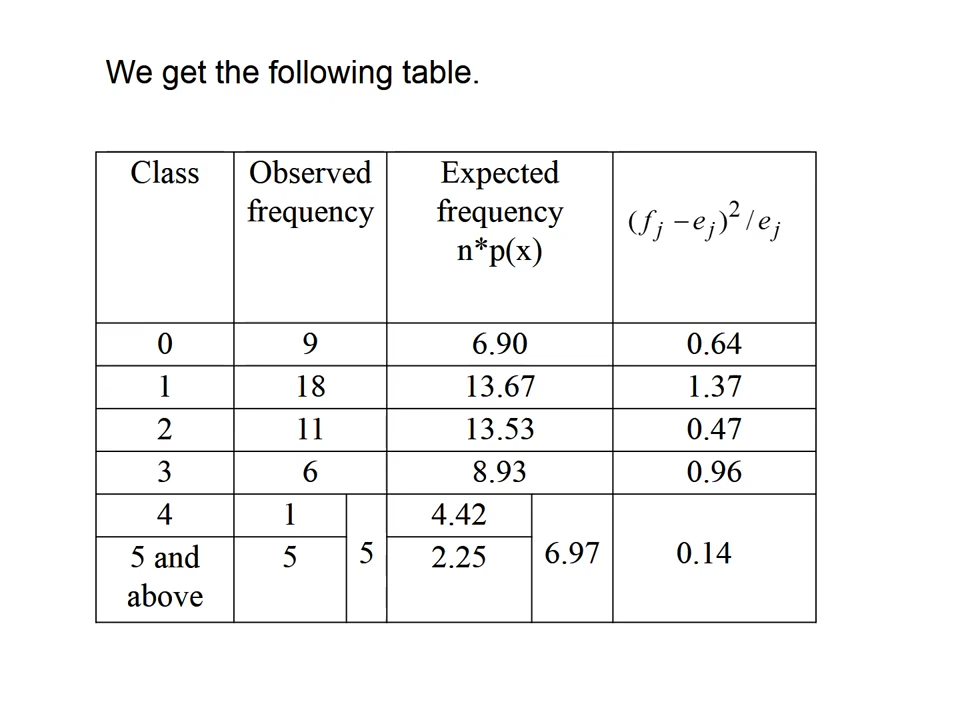 We get the following table.
Class Observed frequency Expected frequency n*p(x) (f_j − e_j)² / e_j
0 9 6.90 0.64
1 18 13.67 1.37
2 11 13.53 0.47
3 6 8.93 0.96
4 1 4.42
5 and above 5 5 2.25 6.97 0.14